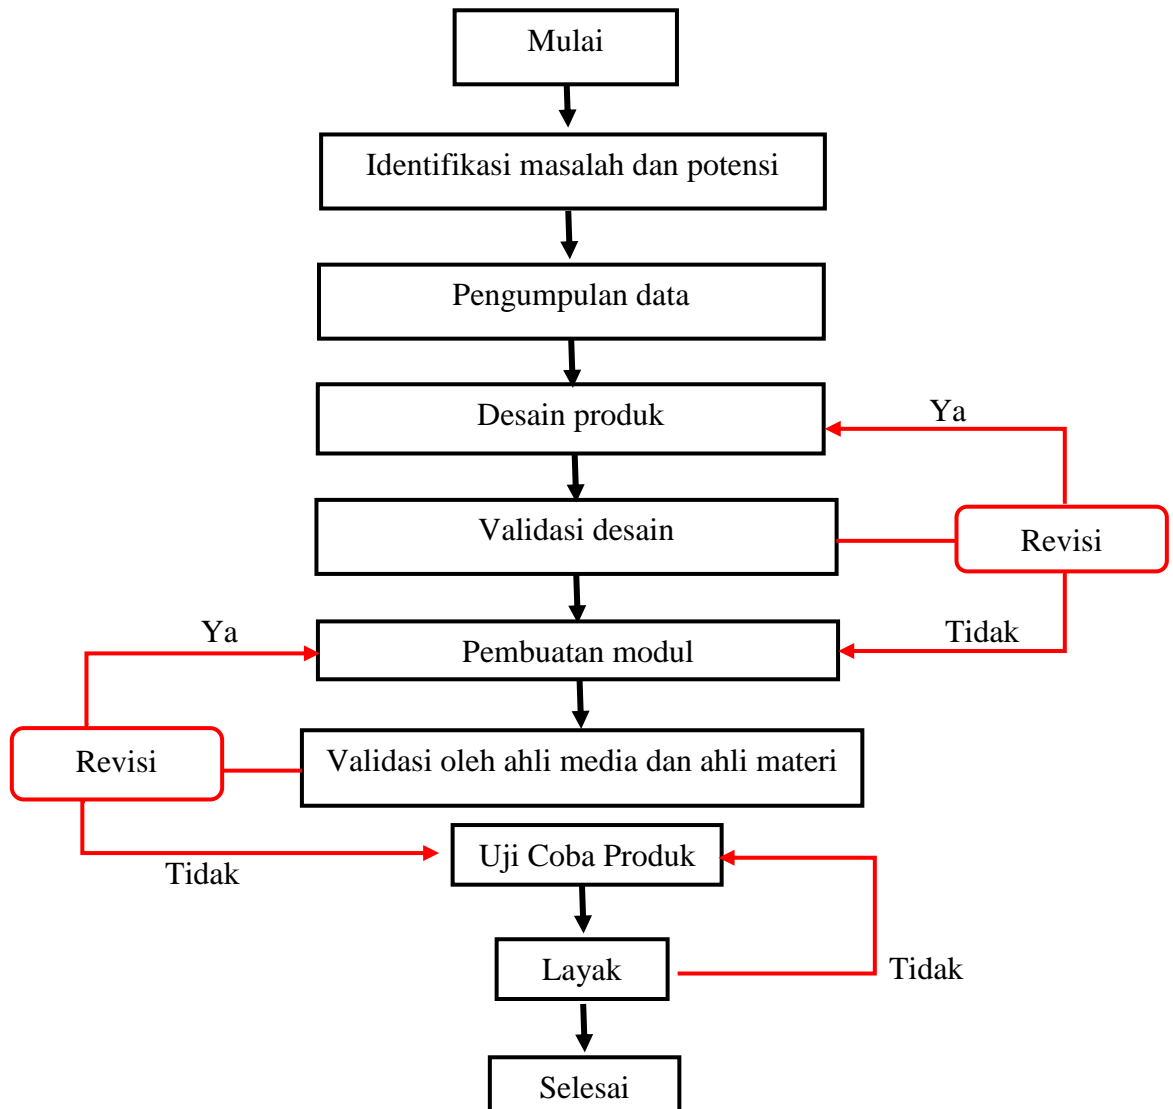 Mulai
Identifikasi masalah dan potensi
Pengumpulan data
Desain produk
Ya
Validasi desain
Revisi
Ya
Tidak
Pembuatan modul
Revisi
Validasi oleh ahli media dan ahli materi
Uji Coba Produk
Tidak
Layak
Tidak
Selesai